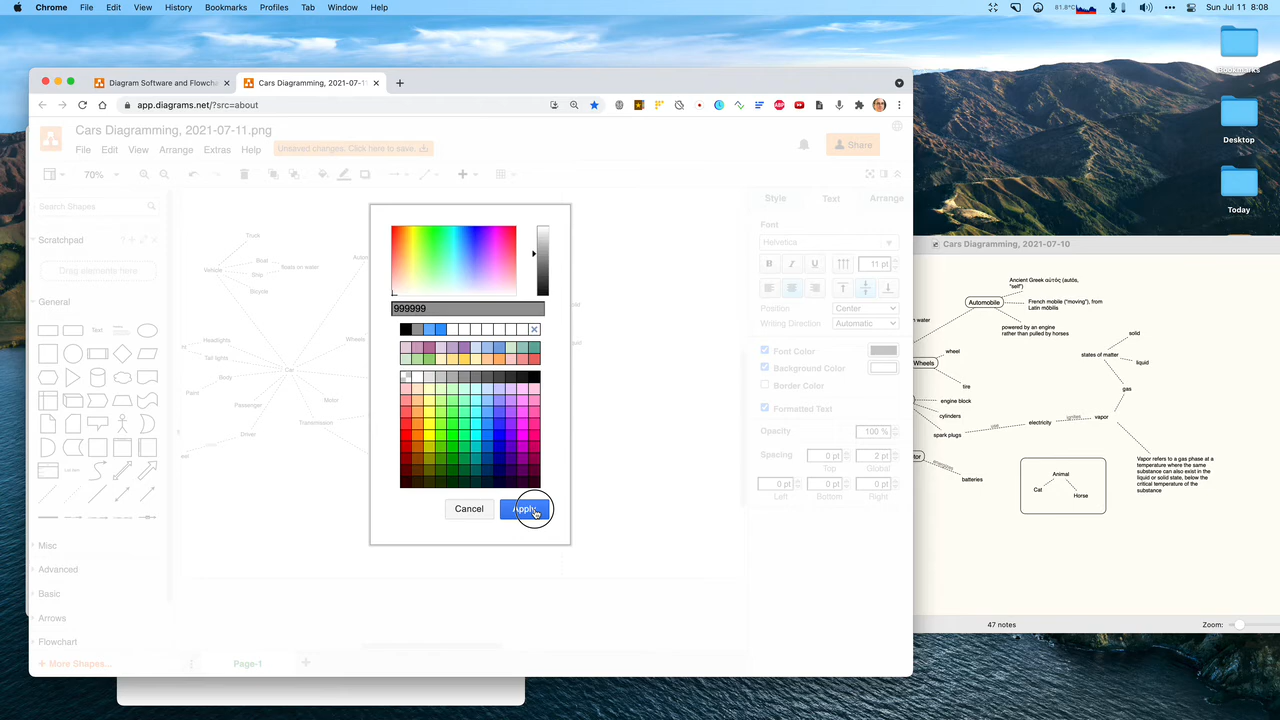 Chrome File Edit View History Bookmarks Profiles Tab Window Help
81.8°C
Sun Jul 11 8:08
Desktop
Today
Diagram Software and Flowcha
Cars Diagramming, 2021-07-1
app.diagrams.net/?src=about
ABP
Cars Diagramming, 2021-07-11.png
File Edit View Arrange Extras Help
Unsaved changes. Click here to save.
Share
70%
Search Shapes
Scratchpad
Drag elements here
General
Text
Misc
Advanced
Basic
Arrows
Flowchart
More Shapes...
Page-1
Truck
Vehicle
Boat
Ship
floats on water
Bicycle
Headlights
Tail lights
Body
Paint
Passenger
Driver
Car
Wheels
Motor
Transmission
999999
Cancel
Apply
Style
Text
Arrange
Font
Helvetica
B I U
11 pt
Position
Center
Writing Direction
Automatic
Font Color
Background Color
Border Color
Formatted Text
Opacity
100 %
Spacing
0 pt
2 pt
Top
Global
0 pt
0 pt
0 pt
Left
Bottom
Right
Cars Diagramming, 2021-07-10
Ancient Greek αὐτός (autós,
"self")
Automobile
French mobile ("moving"), from
Latin mōbilis
powered by an engine
rather than pulled by horses
n water
wheel
Wheels
tire
engine block
cylinders
spark plugs
use
electricity
ignites
vapor
tor
batteries
solid
states of matter
liquid
gas
Animal
Cat
Horse
Vapor refers to a gas phase at a
temperature where the same
substance can also exist in the
liquid or solid state, below the
critical temperature of the
substance
47 notes
Zoom: